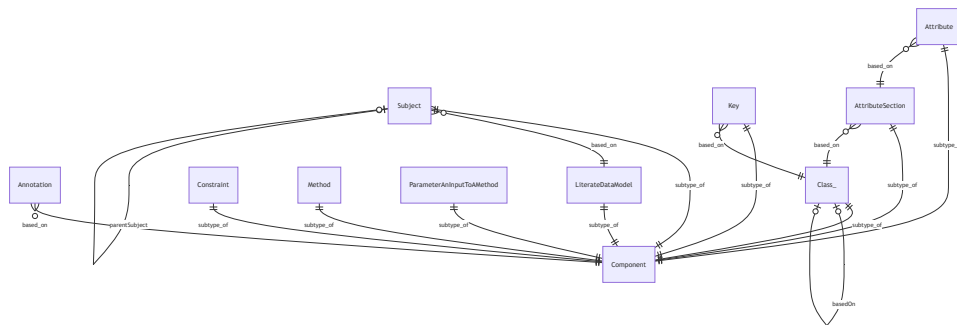 Attribute
based_on
Subject
Key
AttributeSection
based_on
based_on
based_on
subtype_
Annotation
Constraint
Method
ParameterAnInputToAMethod
LiterateDataModel
subtype_of
subtype_of
Class_
subtype_of
based_on
parentSubject
subtype_of
subtype_of
subtype_of
subtype_of
subtype_of
Component
basedOn